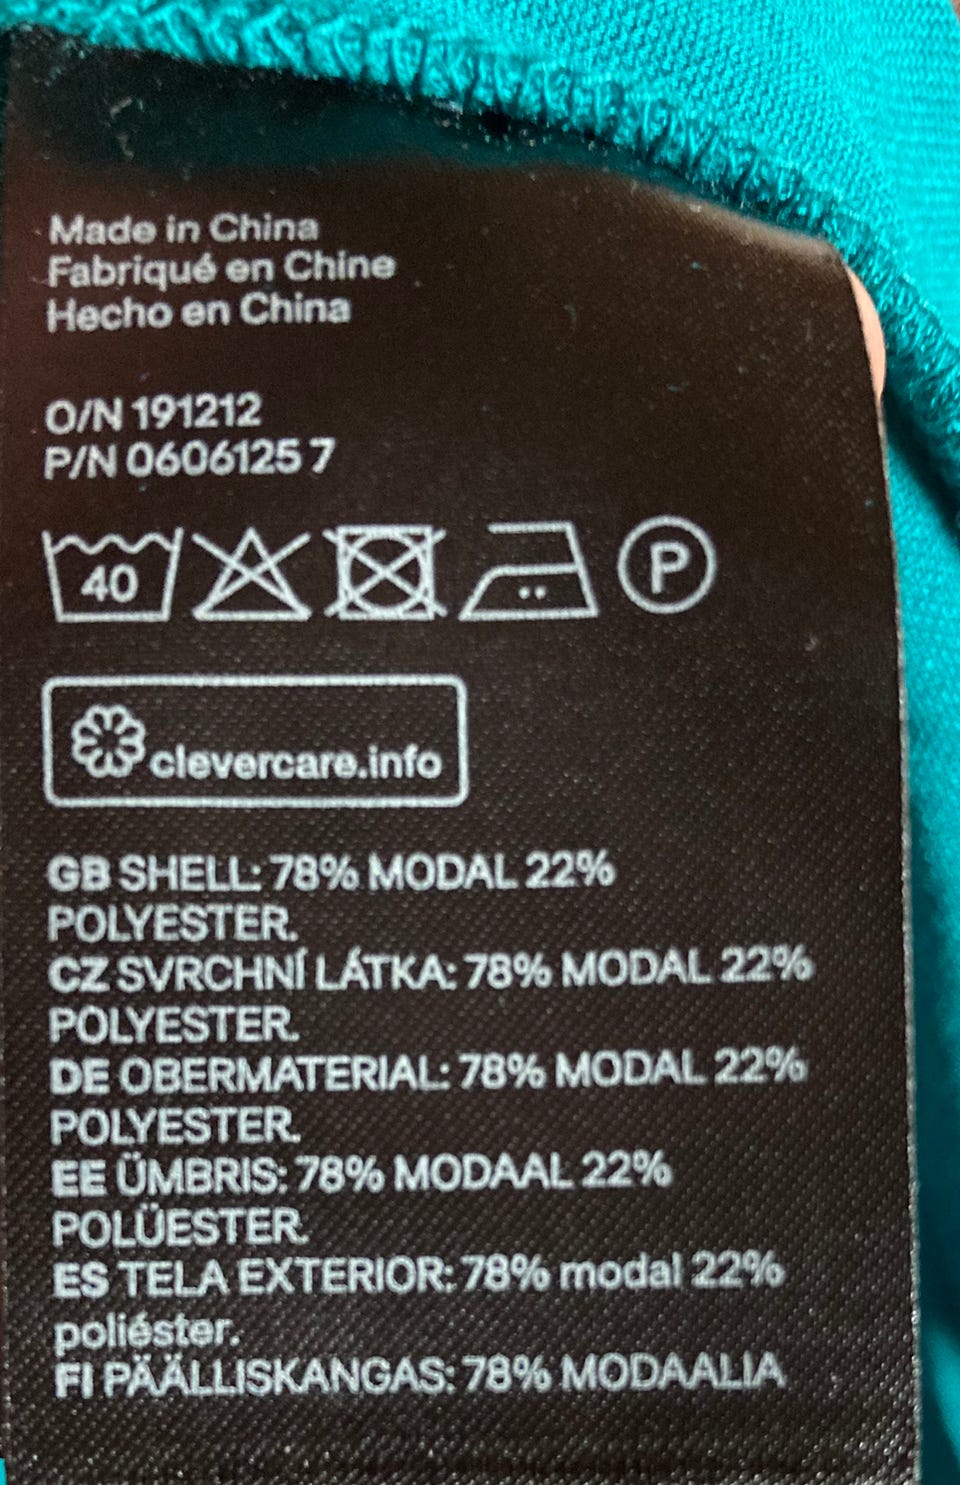 Made in China
Fabriqué en Chine
Hecho en China
O/N 191212
P/N 0606125 7
40
P
clevercare.info
GB SHELL: 78% MODAL 22%
POLYESTER.
CZ SVRCHNÍ LÁTKA: 78% MODAL 22%
POLYESTER.
DE OBERMATERIAL: 78% MODAL 22%
POLYESTER.
EE ÜMBRIS: 78% MODAAL 22%
POLÜESTER.
ES TELA EXTERIOR: 78% modal 22%
poliéster.
FI PÄÄLLISKANGAS: 78% MODAALIA